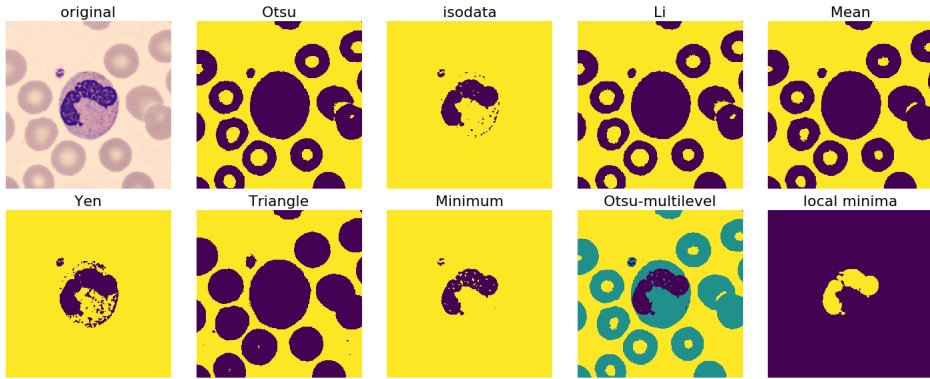 original
Otsu
isodata
Li
Mean
Yen
Triangle
Minimum
Otsu-multilevel
local minima